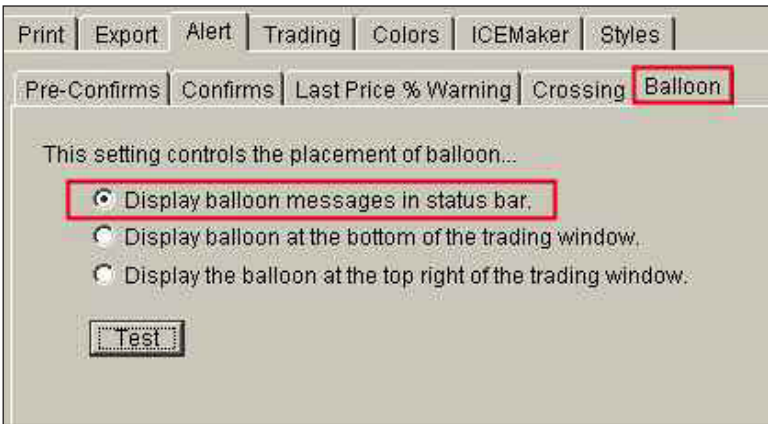 Print Export Alert Trading Colors ICEMaker Styles
Pre-Confirms Confirms Last Price % Warning Crossing Balloon
This setting controls the placement of balloon...
Display balloon messages in status bar.
Display balloon at the bottom of the trading window.
Display the balloon at the top right of the trading window.
Test